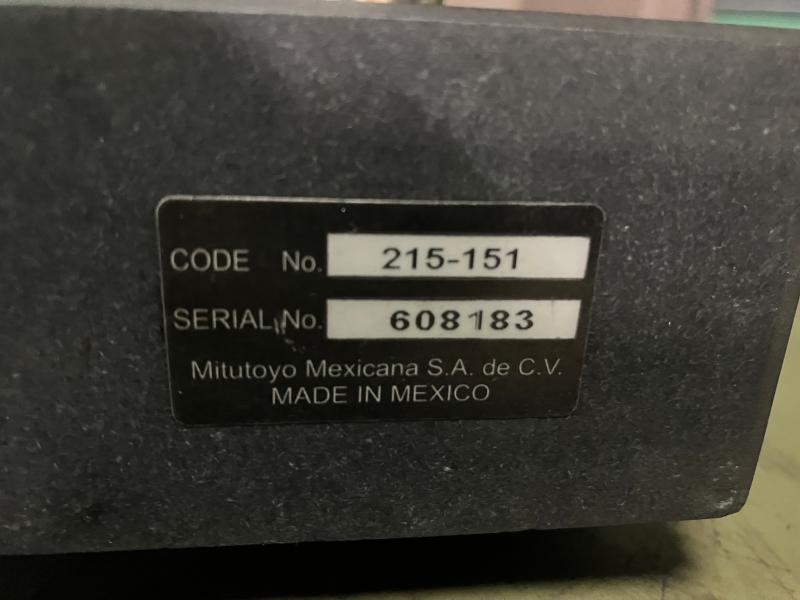 CODE No. 215-151
SERIAL No. 608183
Mitutoyo Mexicana S.A. de C.V.
MADE IN MEXICO